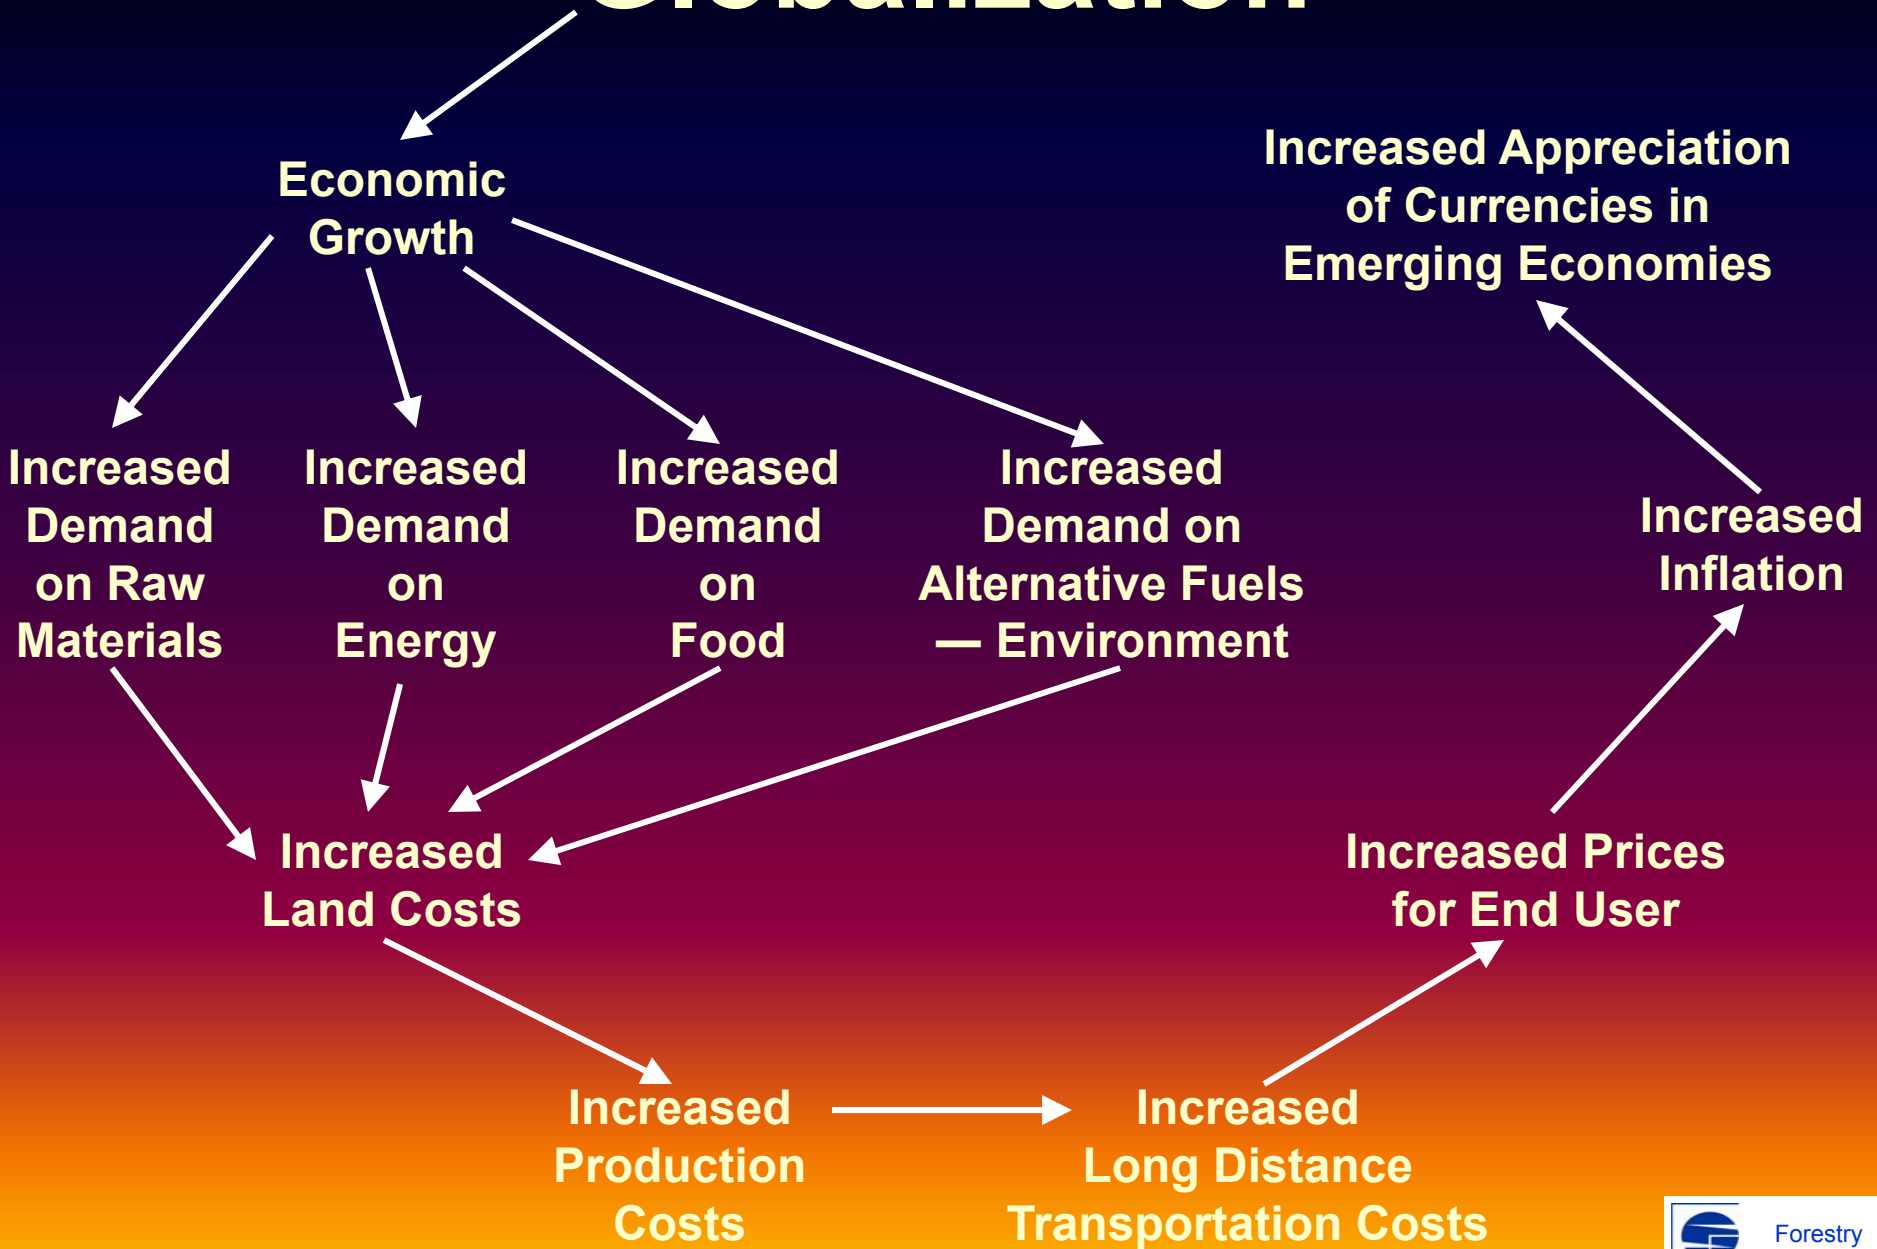 Globalization
Economic
Growth
Increased Appreciation
of Currencies in
Emerging Economies
Increased
Demand
on Raw
Materials
Increased
Demand
on
Energy
Increased
Demand
on
Food
Increased
Demand on
Alternative Fuels
— Environment
Increased
Inflation
Increased
Land Costs
Increased Prices
for End User
Increased
Production
Costs
Increased
Long Distance
Transportation Costs
Forestry